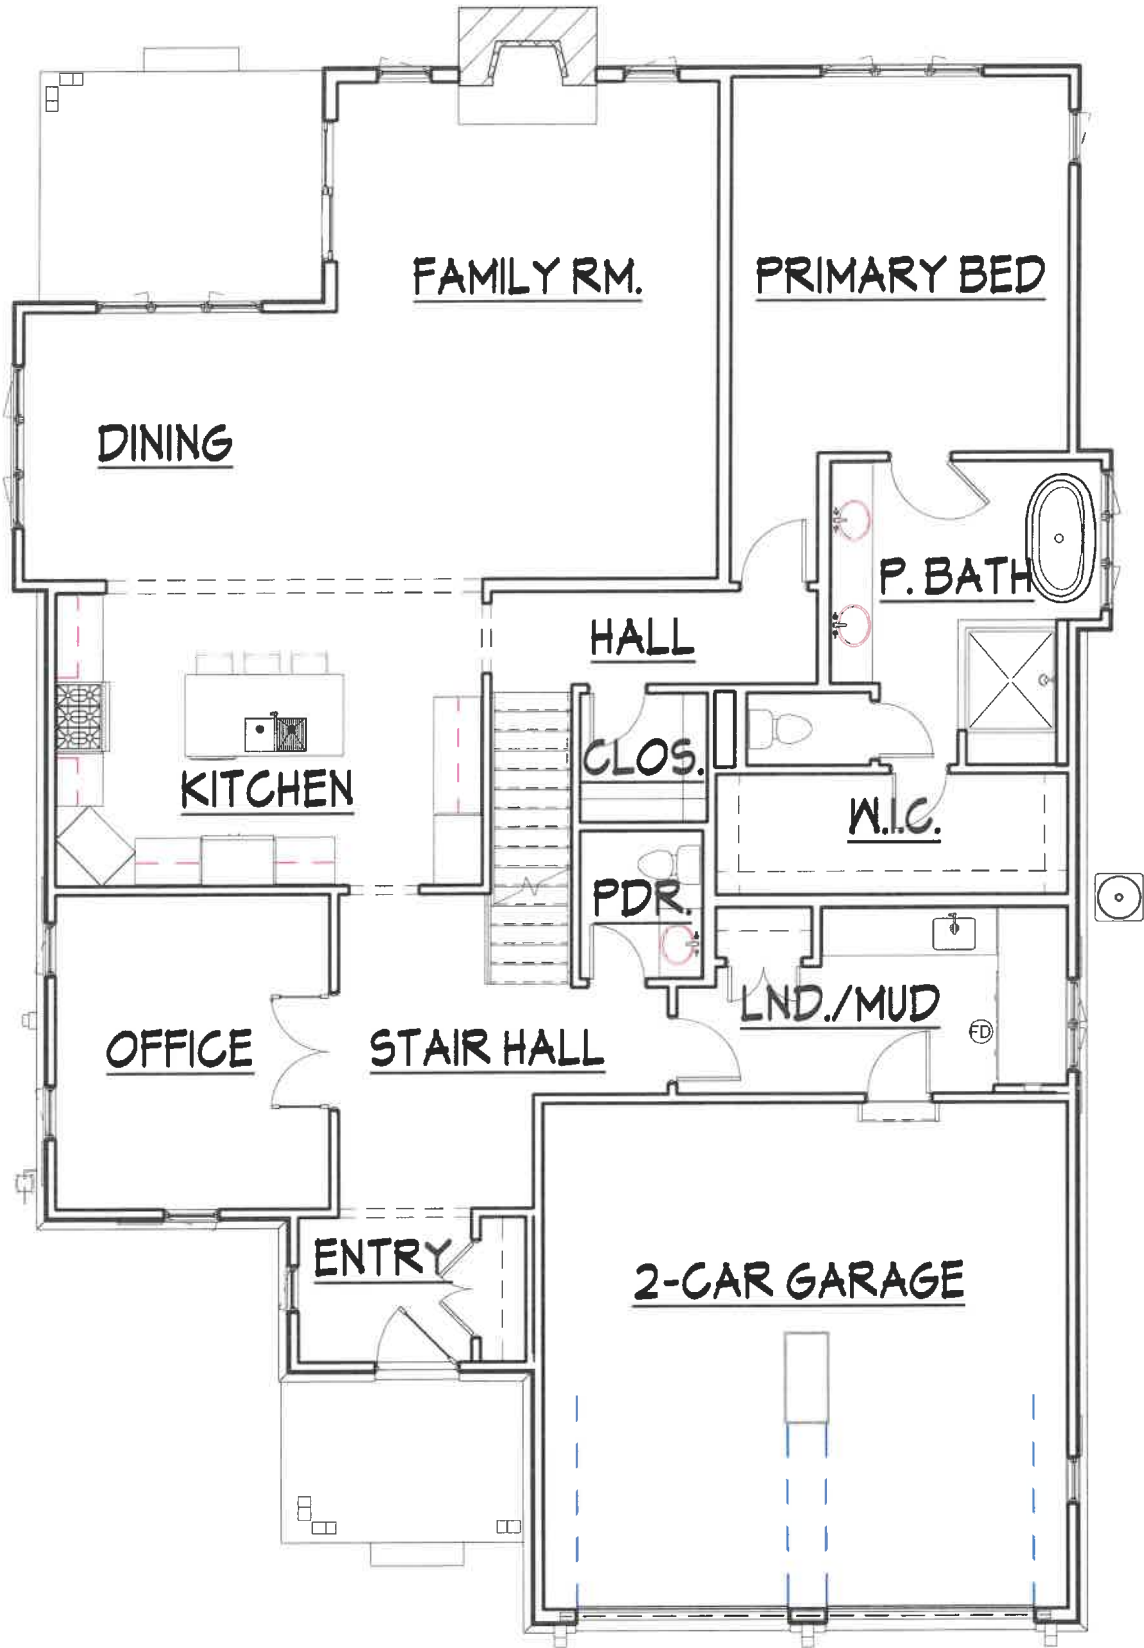 FAMILY RM.
PRIMARY BED
DINING
P. BATH
HALL
CLOS.
KITCHEN
W.I.C.
PDR.
LND./MUD
OFFICE
STAIR HALL
FD
ENTRY
2-CAR GARAGE